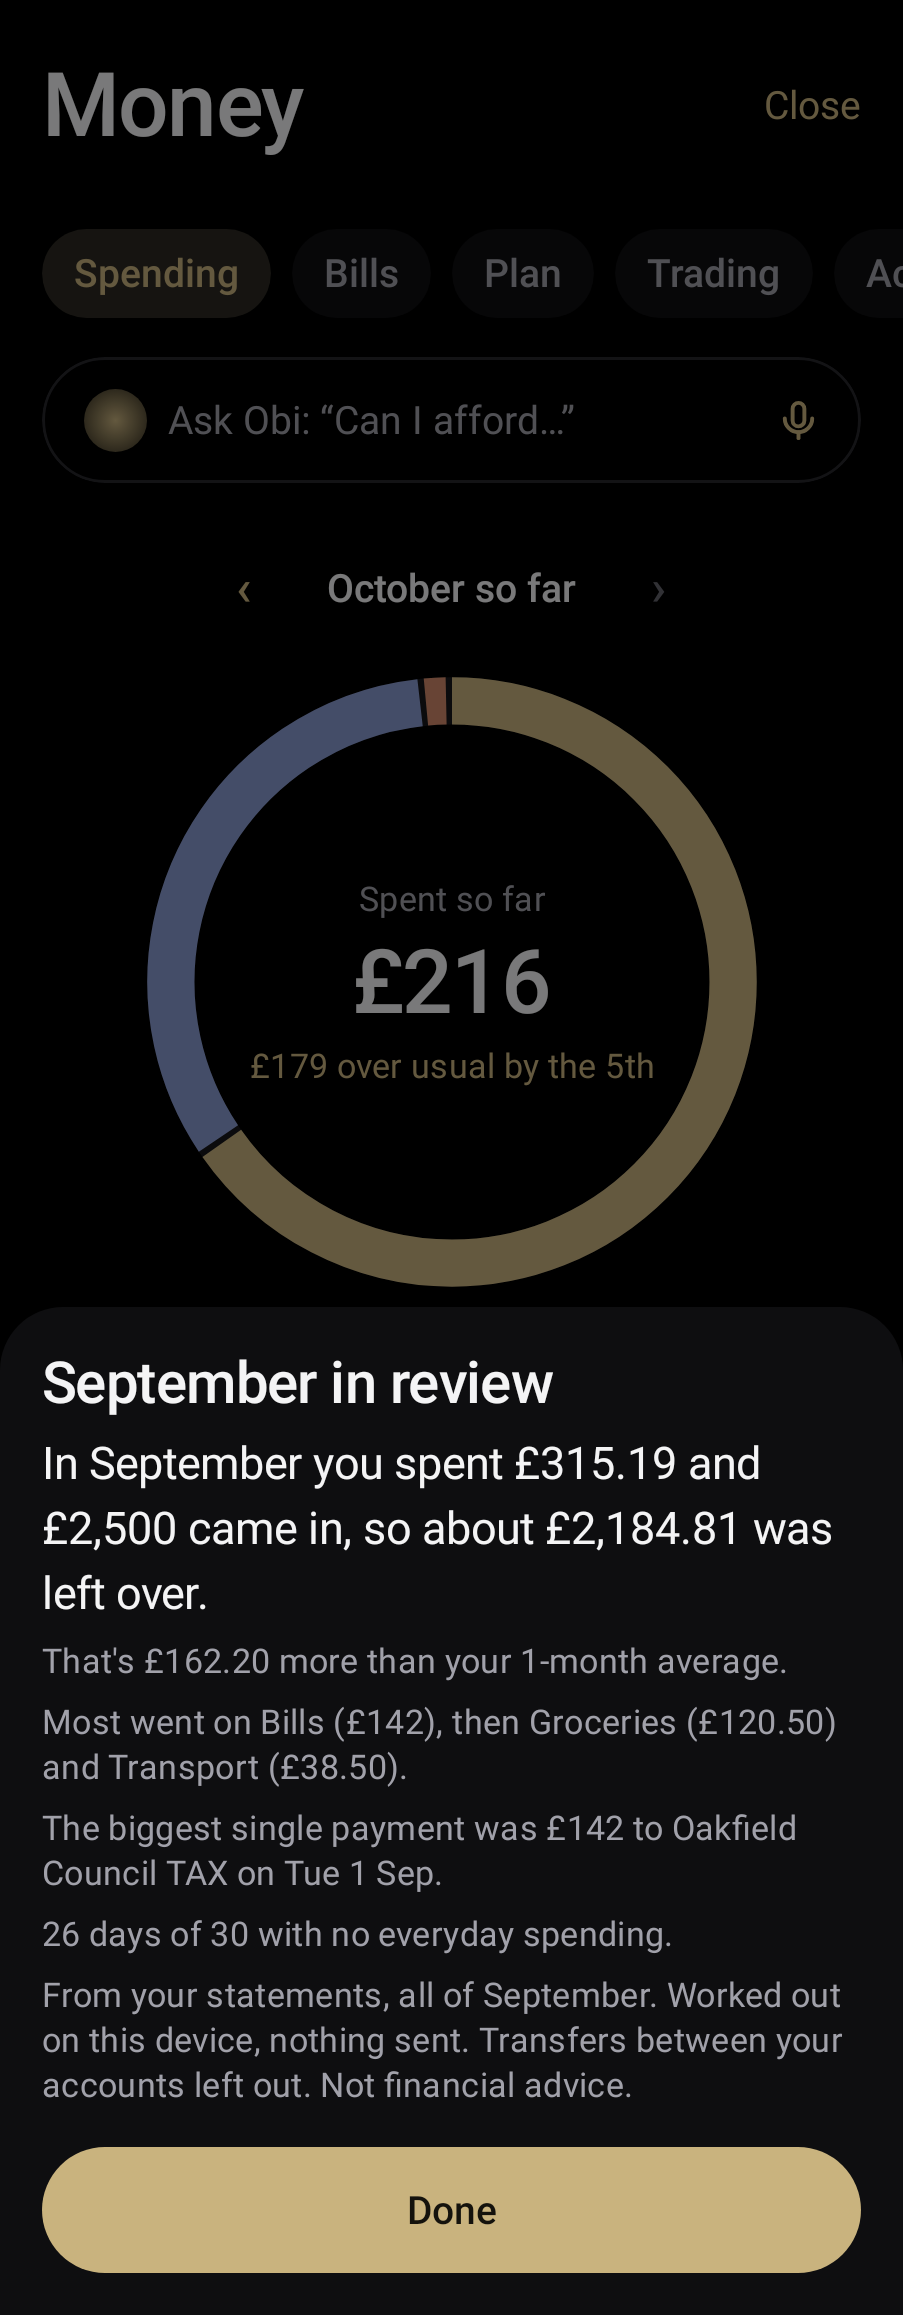 Money
Close
Spending
Bills
Plan
Trading
Ask Obi: “Can I afford…”
‹
October so far
›
Spent so far
£216
£179 over usual by the 5th
September in review
In September you spent £315.19 and
£2,500 came in, so about £2,184.81 was
left over.
That's £162.20 more than your 1-month average.
Most went on Bills (£142), then Groceries (£120.50)
and Transport (£38.50).
The biggest single payment was £142 to Oakfield
Council TAX on Tue 1 Sep.
26 days of 30 with no everyday spending.
From your statements, all of September. Worked out
on this device, nothing sent. Transfers between your
accounts left out. Not financial advice.
Done